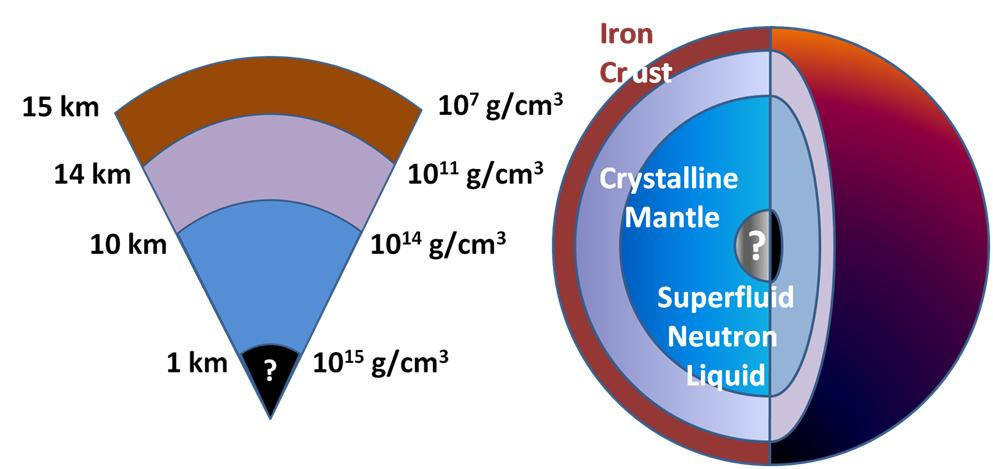 15 km
10⁷ g/cm³
14 km
10¹¹ g/cm³
10 km
10¹⁴ g/cm³
1 km
10¹⁵ g/cm³
?
Iron
Crust
Crystalline
Mantle
?
Superfluid
Neutron
Liquid